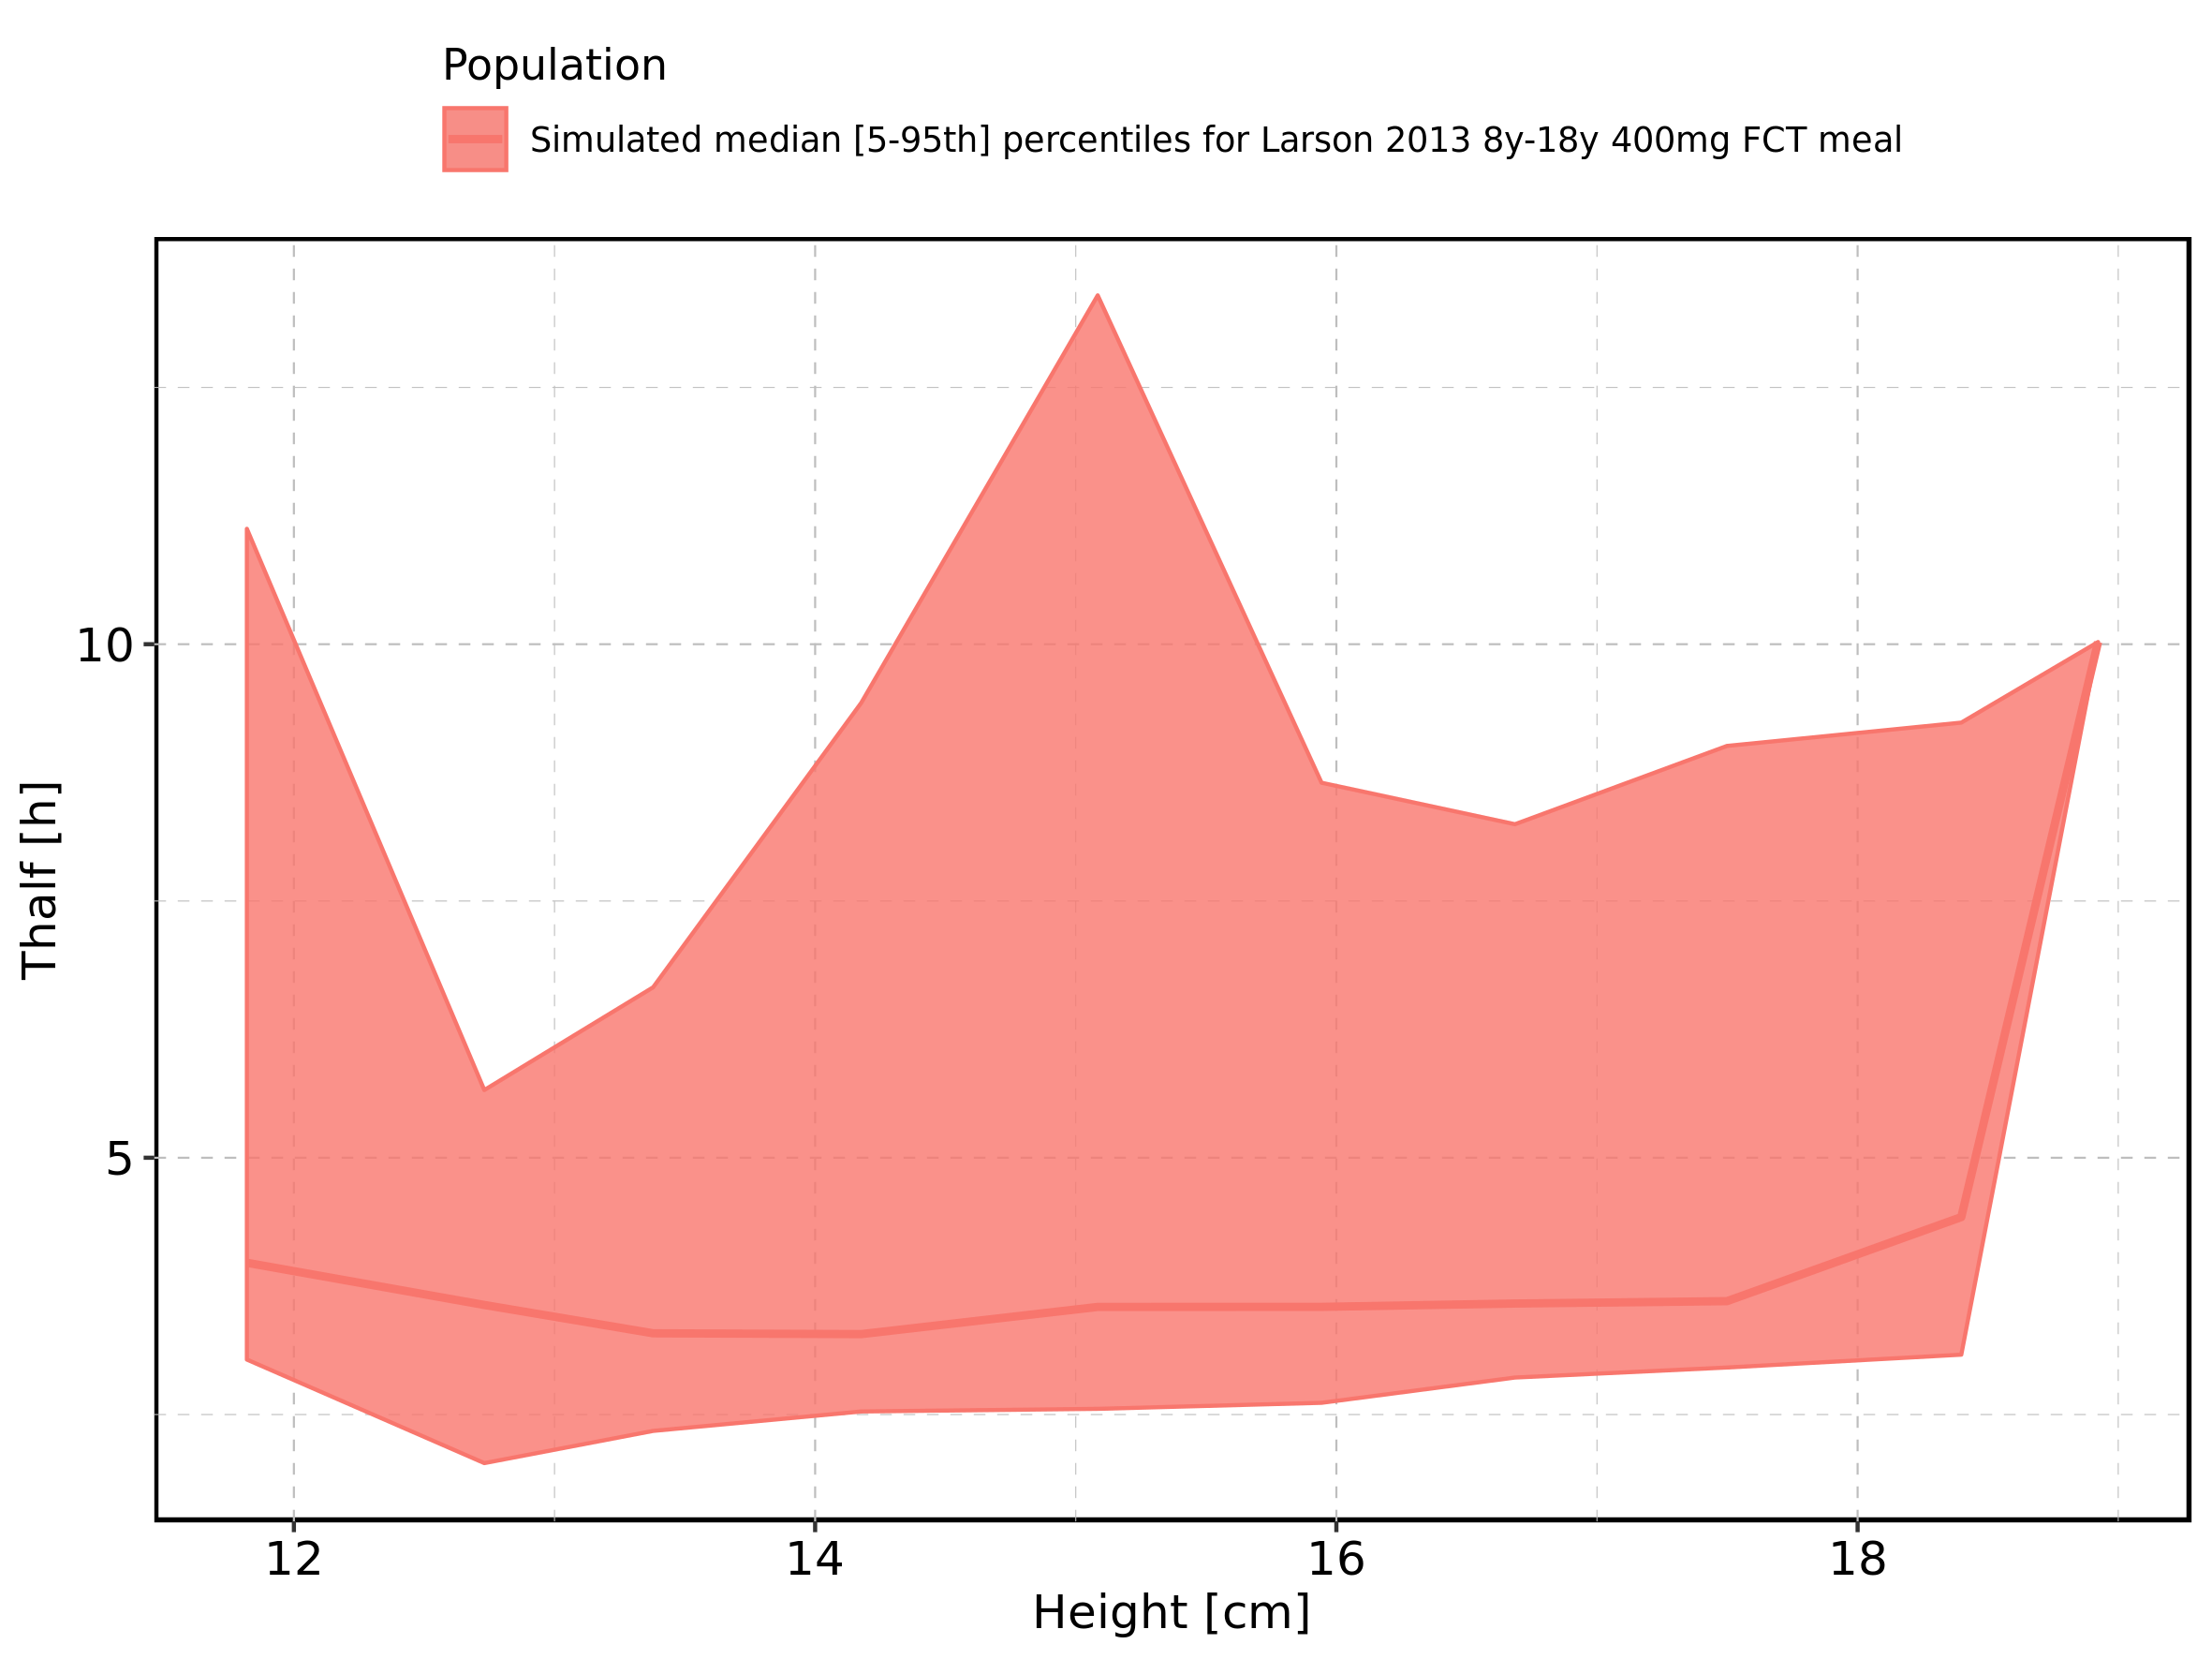 Population
Simulated median [5-95th] percentiles for Larson 2013 8y-18y 400mg FCT meal
10
5
Thalf [h]
12 14 16 18
Height [cm]